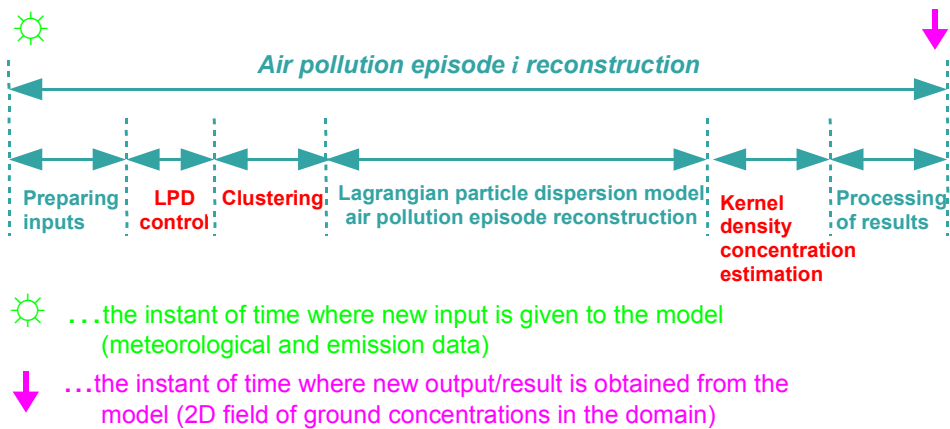 Air pollution episode i reconstruction
Preparing
inputs
LPD
control
Clustering
Lagrangian particle dispersion model
air pollution episode reconstruction
Kernel
density
concentration
estimation
Processing
of results
...the instant of time where new input is given to the model
(meteorological and emission data)
...the instant of time where new output/result is obtained from the
model (2D field of ground concentrations in the domain)